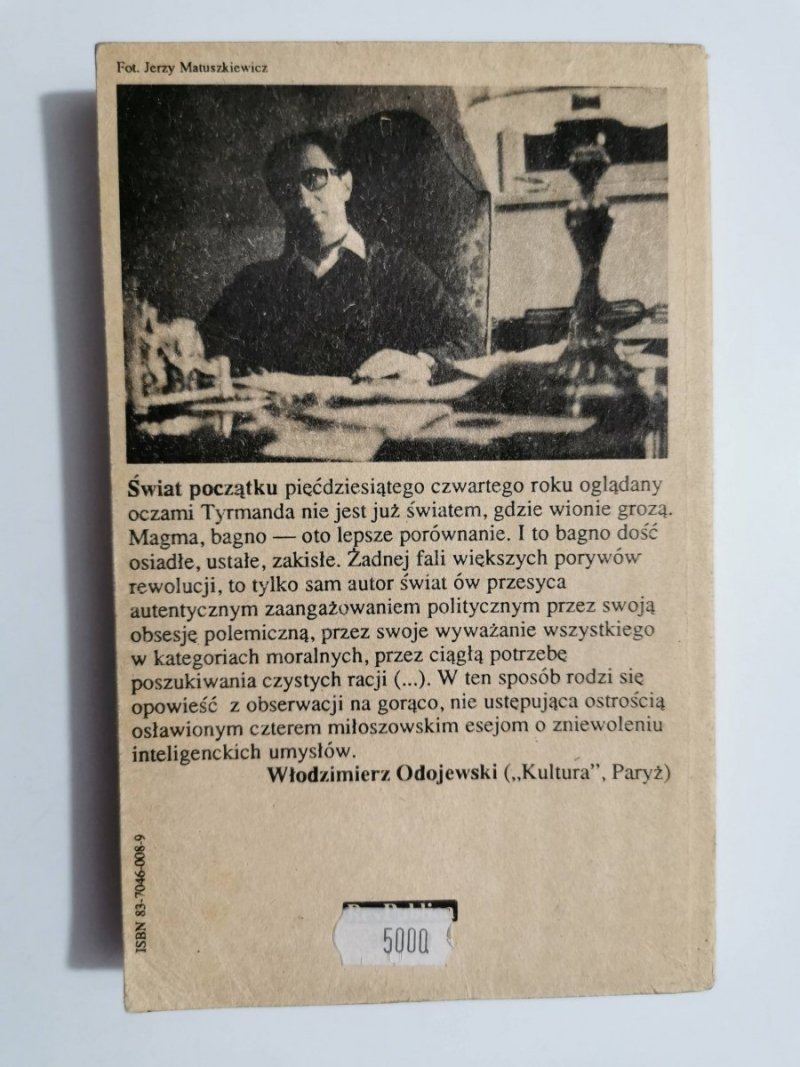 Fot. Jerzy Matuszkiewicz
Świat początku pięćdziesiątego czwartego roku oglądany
oczami Tyrmanda nie jest już światem, gdzie wionie grozą.
Magma, bagno — oto lepsze porównanie. I to bagno dość
osiadłe, ustałe, zakisłe. Żadnej fali większych porywów
rewolucji, to tylko sam autor świat ów przesyca
autentycznym zaangażowaniem politycznym przez swoją
obsesję polemiczną, przez swoje wyważanie wszystkiego
w kategoriach moralnych, przez ciągłą potrzebę
poszukiwania czystych racji (...). W ten sposób rodzi się
opowieść z obserwacji na gorąco, nie ustępująca ostrością
osławionym czterem miłoszowskim esejom o zniewoleniu
inteligenckich umysłów.
Włodzimierz Odojewski („Kultura”, Paryż)
ISBN 83-7046-008-9
5000